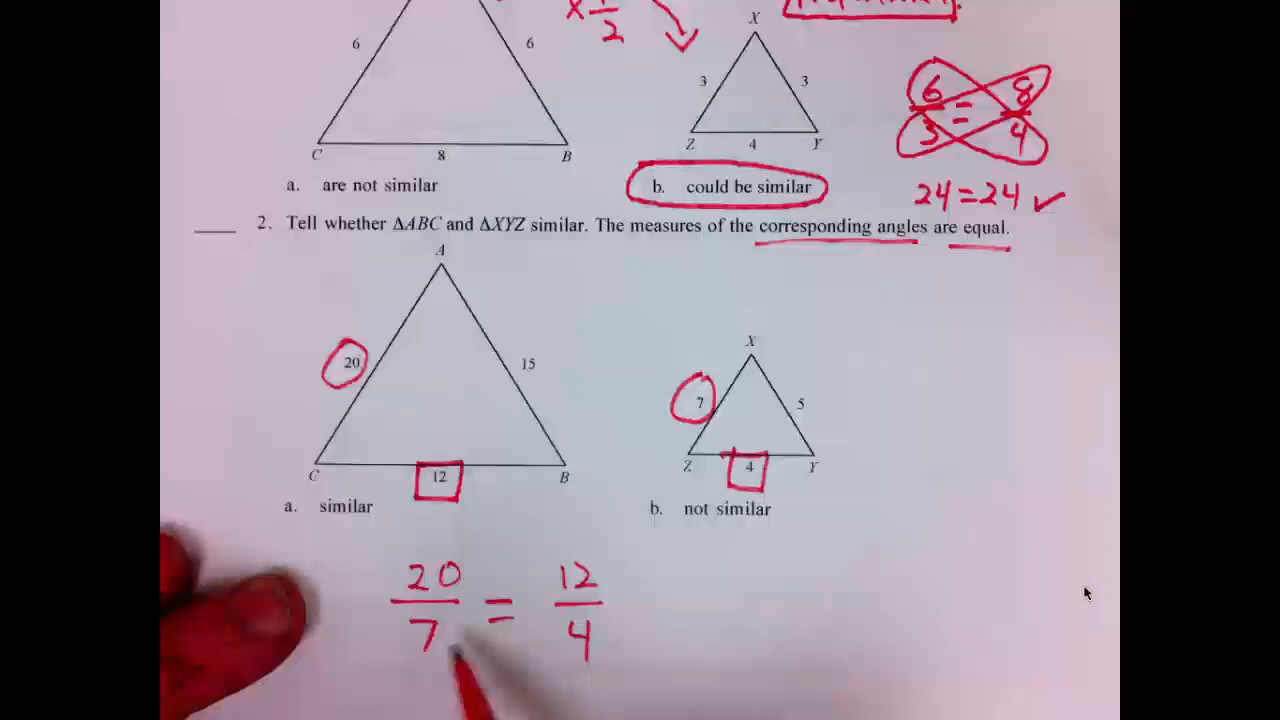 6
6
C
8
B
x 1/2
X
3
3
Z
4
Y
6/3 = 8/4
24 = 24 ✓
a. are not similar
b. could be similar
2. Tell whether ΔABC and ΔXYZ similar. The measures of the corresponding angles are equal.
A
20
15
C
12
B
X
7
5
Z
4
Y
a. similar
b. not similar
20/7 = 12/4